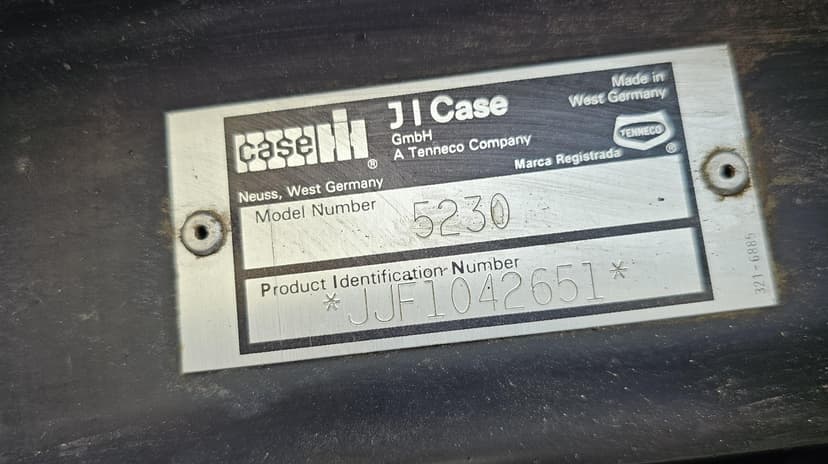 case IH ®
J I Case
GmbH
A Tenneco Company
Made in
West Germany
TENNECO
®
Marca Registrada
Neuss, West Germany
Model Number 5230
Product Identification Number
*JJF1042651*
321-6885